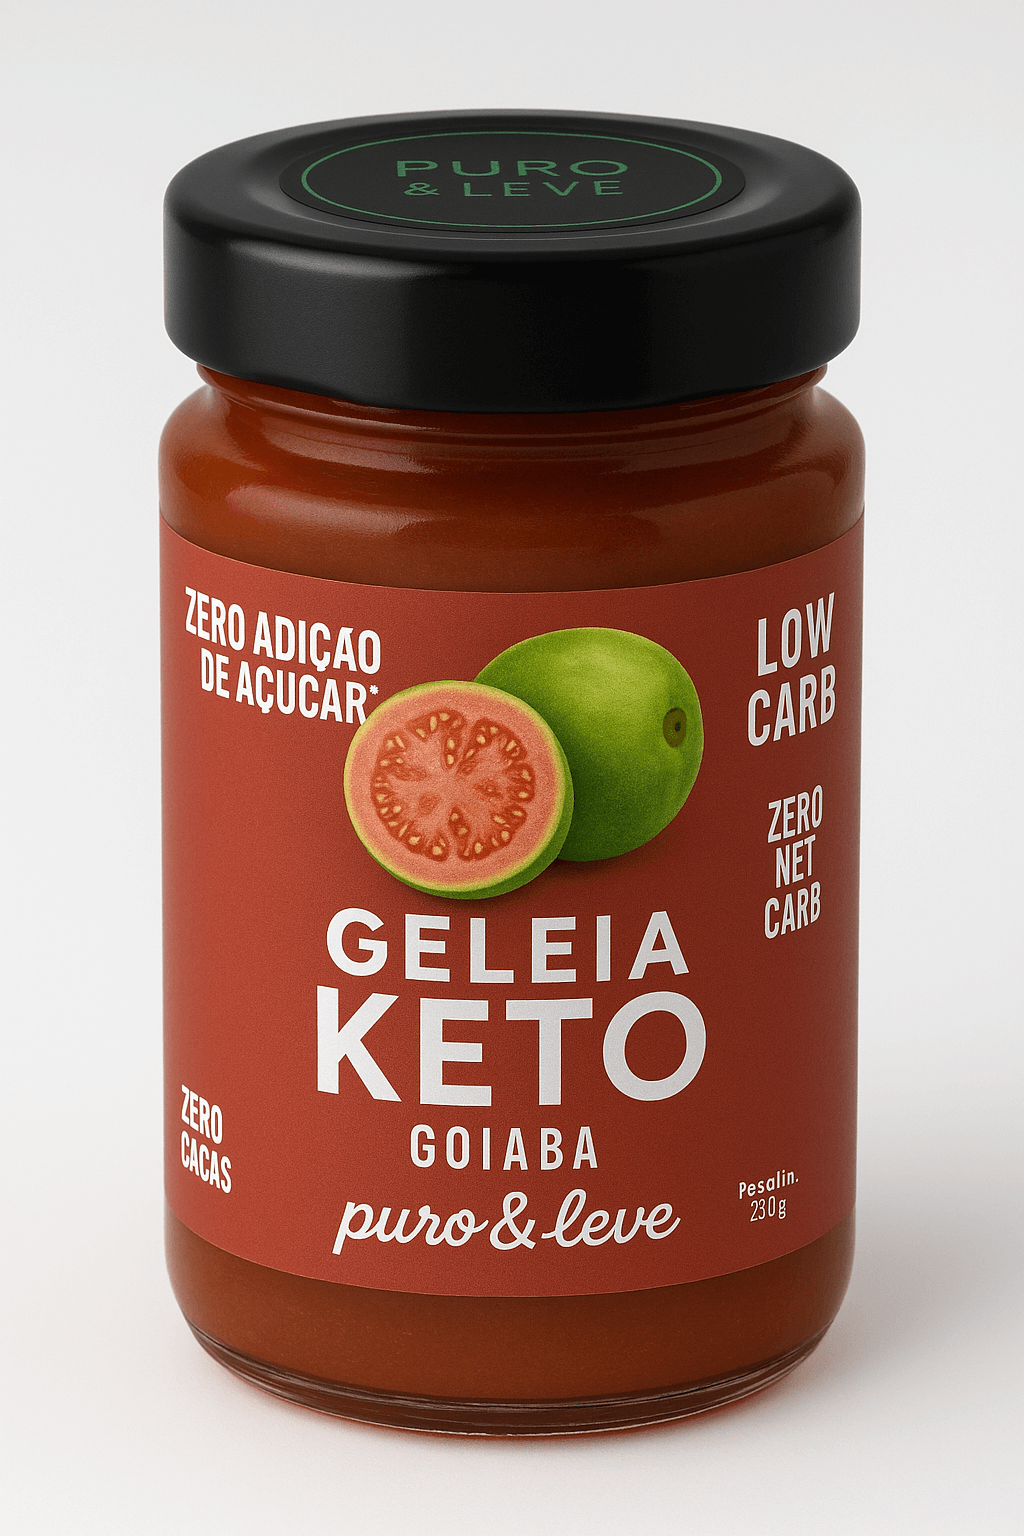 PURO
& LEVE
ZERO ADIÇÃO
DE AÇUCAR*
LOW
CARB
ZERO
NET
CARB
GELEIA
KETO
GOIABA
puro & leve
ZERO
CACAS
Pesalin.
230g